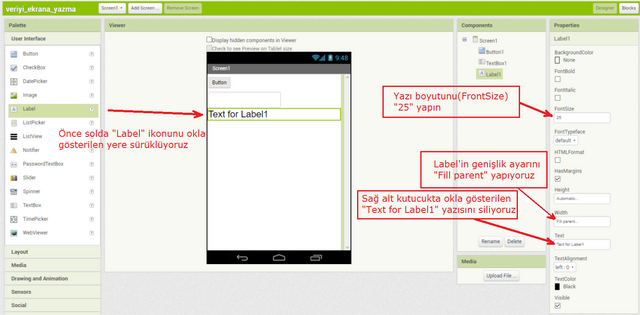 veriyi_ekrana_yazma
Screen1
Add Screen ...
Remove Screen
Designer
Blocks
Palette
User Interface
Button
CheckBox
DatePicker
Image
Label
ListPicker
ListView
Notifier
PasswordTextBox
Slider
Spinner
TextBox
TimePicker
WebViewer
Layout
Media
Drawing and Animation
Sensors
Social
Önce solda "Label" ikonunu okla
gösterilen yere sürüklüyoruz
Viewer
Display hidden components in Viewer
Check to see Preview on Tablet size
9:48
Screen1
Button
Text for Label1
Components
Screen1
Button1
TextBox1
Label1
Rename
Delete
Media
Upload File ...
Yazı boyutunu(FrontSize)
"25" yapın
Label'in genişlik ayarını
"Fill parent" yapıyoruz
Sağ alt kutucukta okla gösterilen
"Text for Label1" yazısını siliyoruz
Properties
Label1
BackgroundColor
None
FontBold
FontItalic
FontSize
25
FontTypeface
default
HTMLFormat
HasMargins
Height
Automatic...
Width
Fill parent...
Text
Text for Label1
TextAlignment
left : 0
TextColor
Black
Visible